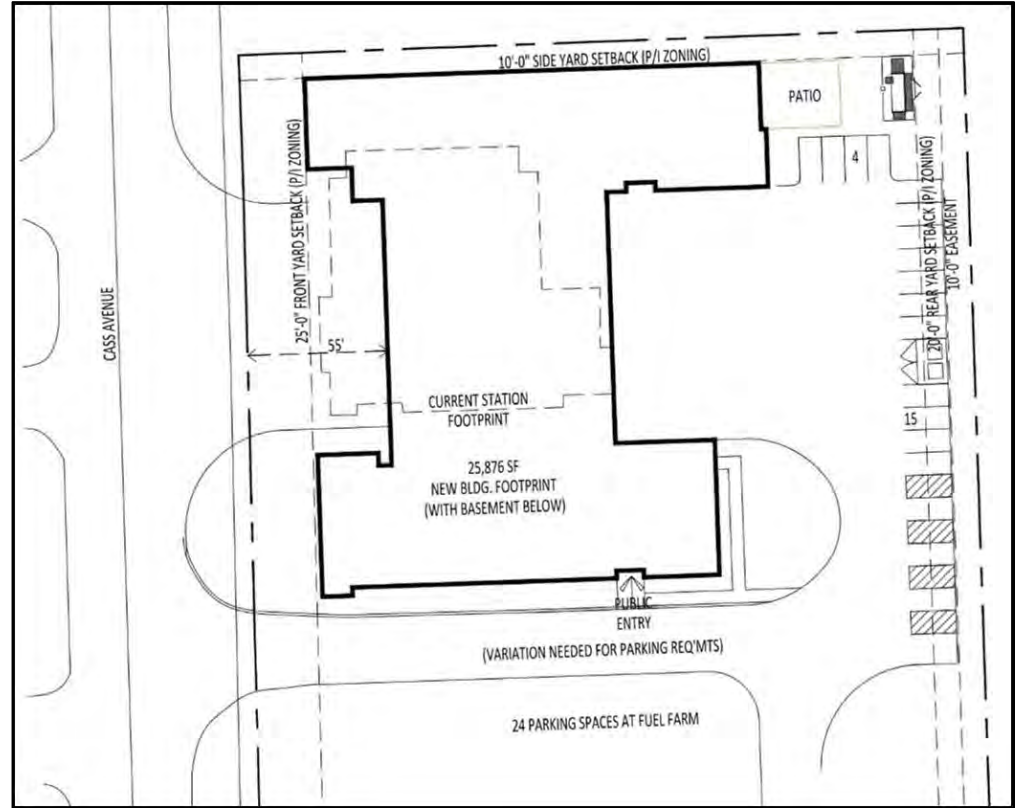 10'-0" SIDE YARD SETBACK (P/I ZONING)
PATIO
4
25'-0" FRONT YARD SETBACK (P/I ZONING)
20'-0" REAR YARD SETBACK (P/I ZONING)
10'-0" EASEMENT
CASS AVENUE
55'
CURRENT STATION
FOOTPRINT
15
25,876 SF
NEW BLDG. FOOTPRINT
(WITH BASEMENT BELOW)
PUBLIC
ENTRY
(VARIATION NEEDED FOR PARKING REQ'MTS)
24 PARKING SPACES AT FUEL FARM